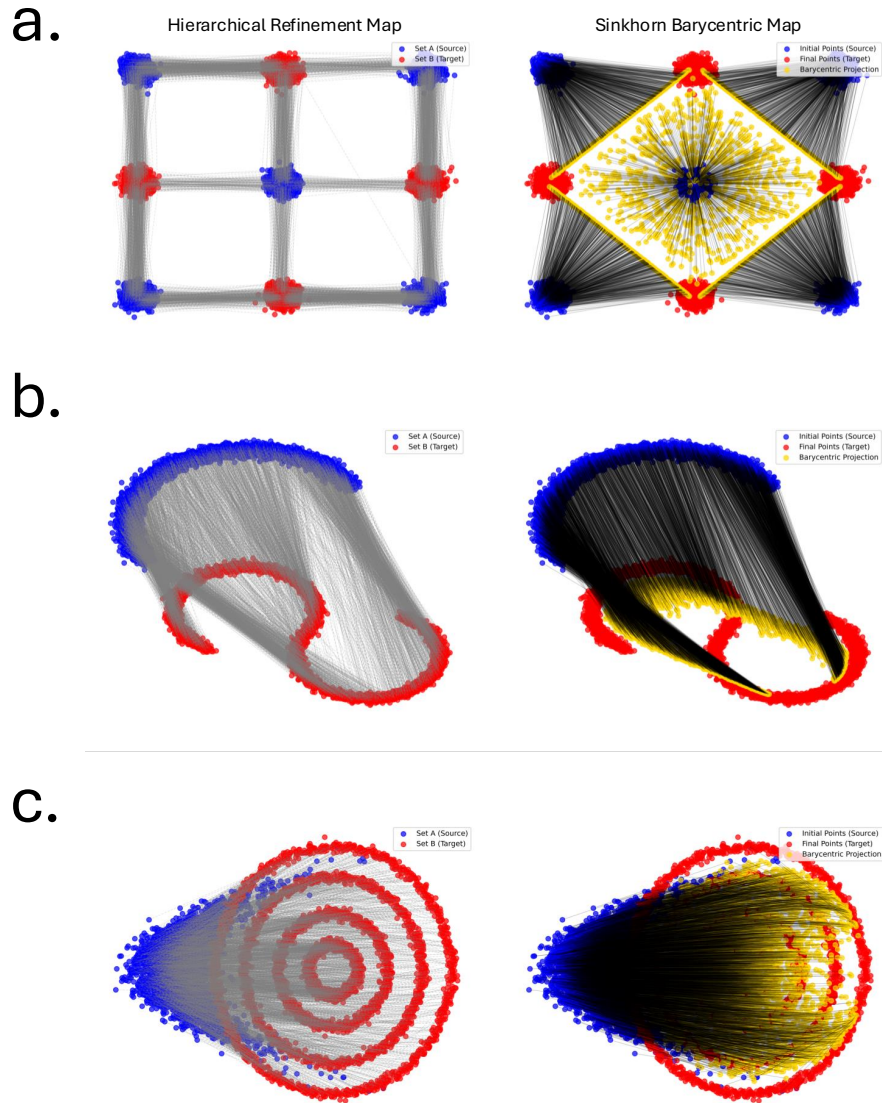 a.
Hierarchical Refinement Map
Sinkhorn Barycentric Map
Set A (Source)
Set B (Target)
Initial Points (Source)
Final Points (Target)
Barycentric Projection
b.
Set A (Source)
Set B (Target)
Initial Points (Source)
Final Points (Target)
Barycentric Projection
c.
Set A (Source)
Set B (Target)
Initial Points (Source)
Final Points (Target)
Barycentric Projection